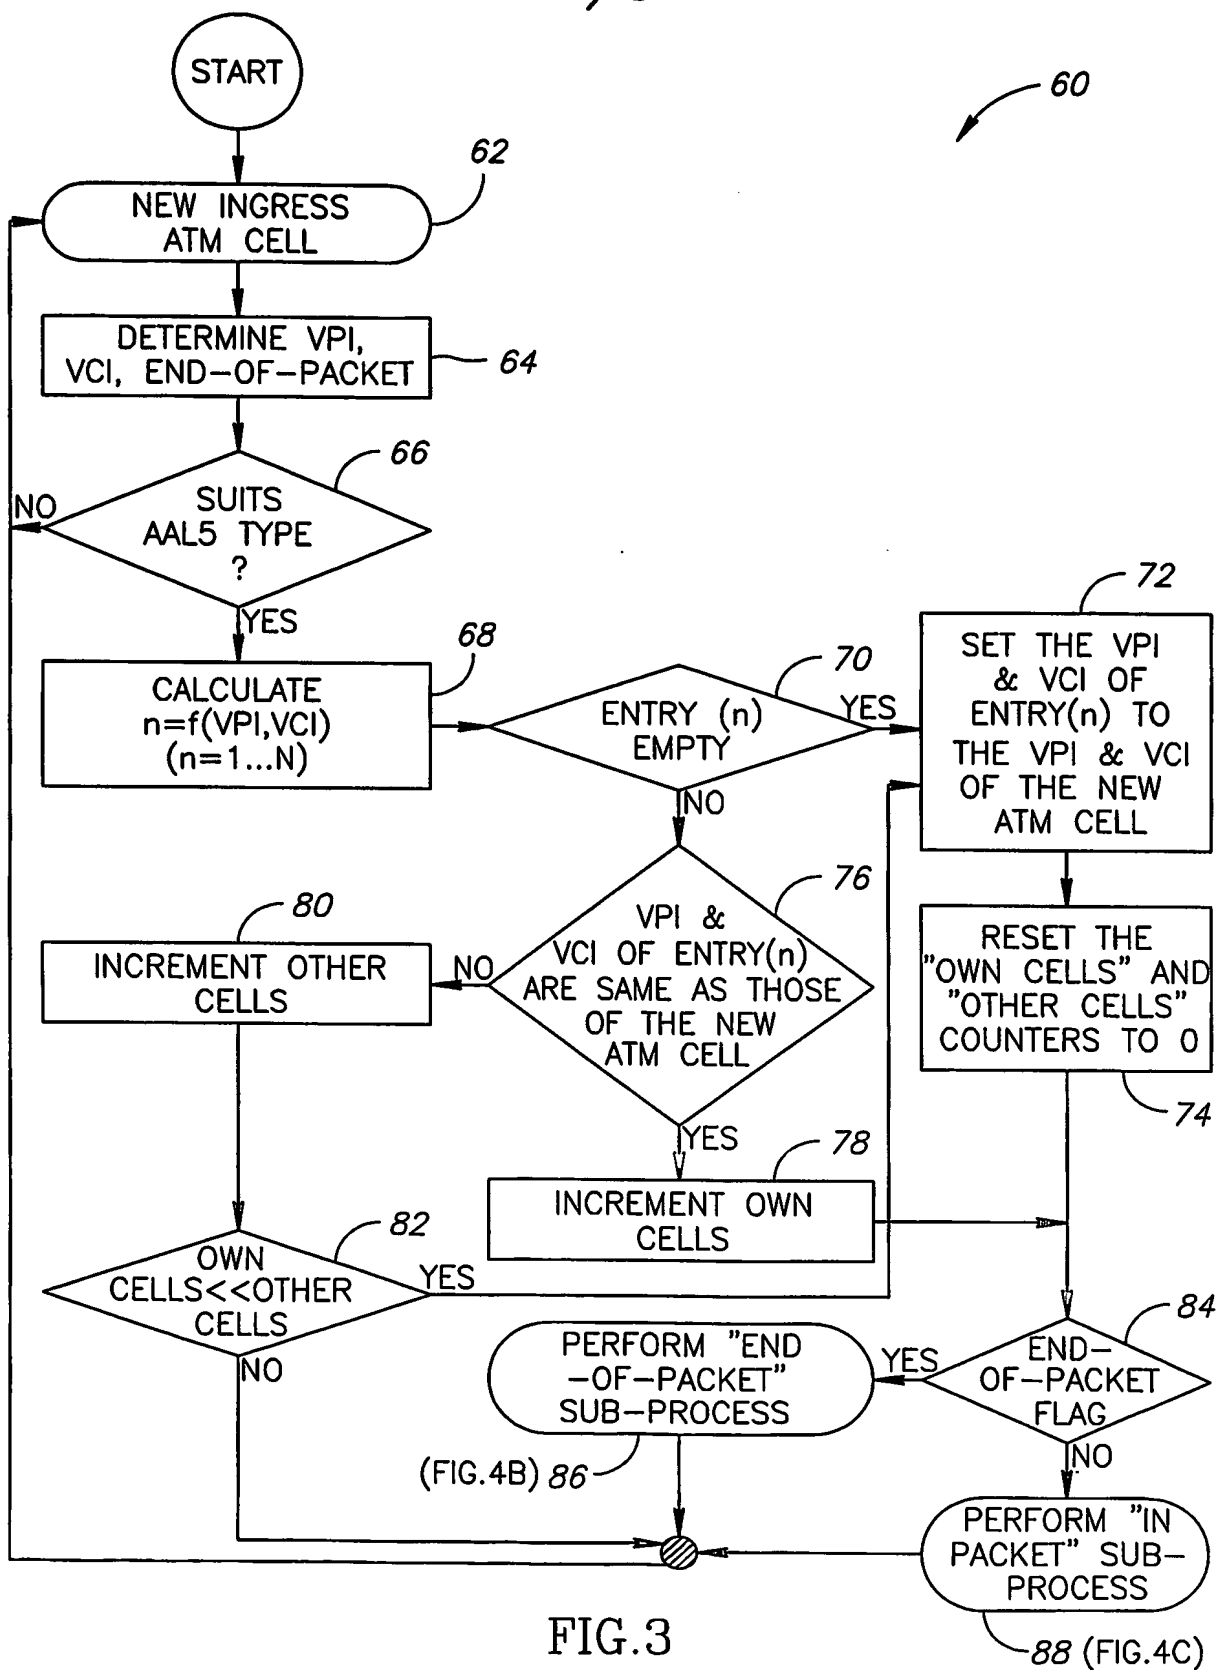 START
60
62
NEW INGRESS
ATM CELL
DETERMINE VPI,
VCI, END-OF-PACKET
64
66
NO
SUITS
AAL5 TYPE
?
YES
68
CALCULATE
n=f(VPI,VCI)
(n=1...N)
70
ENTRY (n)
EMPTY
YES
NO
72
SET THE VPI
& VCI OF
ENTRY(n) TO
THE VPI & VCI
OF THE NEW
ATM CELL
76
VPI &
VCI OF ENTRY(n)
ARE SAME AS THOSE
OF THE NEW
ATM CELL
NO
YES
80
INCREMENT OTHER
CELLS
RESET THE
"OWN CELLS" AND
"OTHER CELLS"
COUNTERS TO 0
74
78
INCREMENT OWN
CELLS
82
OWN
CELLS<<OTHER
CELLS
YES
NO
84
END-
OF-PACKET
FLAG
YES
NO
PERFORM "END
-OF-PACKET"
SUB-PROCESS
(FIG.4B) 86
PERFORM "IN
PACKET" SUB-
PROCESS
88 (FIG.4C)
FIG.3